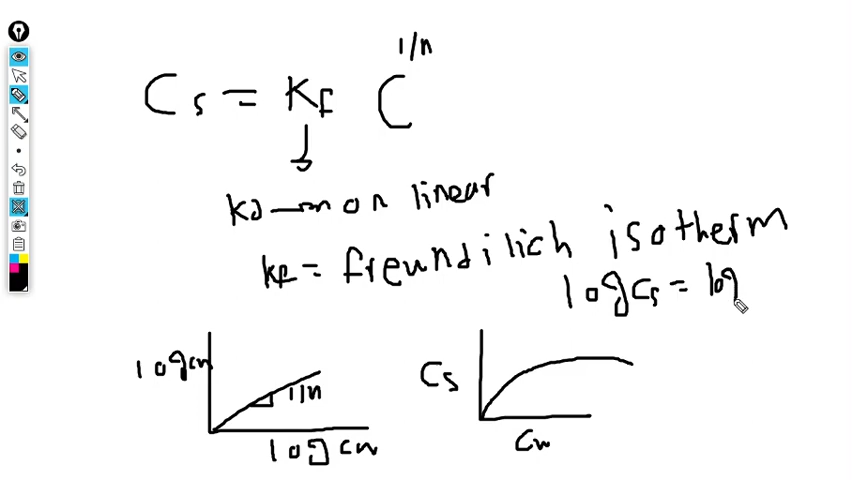 1/n
Cs = Kf C
Kd — non linear
kf = freundilich isotherm
log Cs = log
log cw
1/n
log cw
Cs
Cw